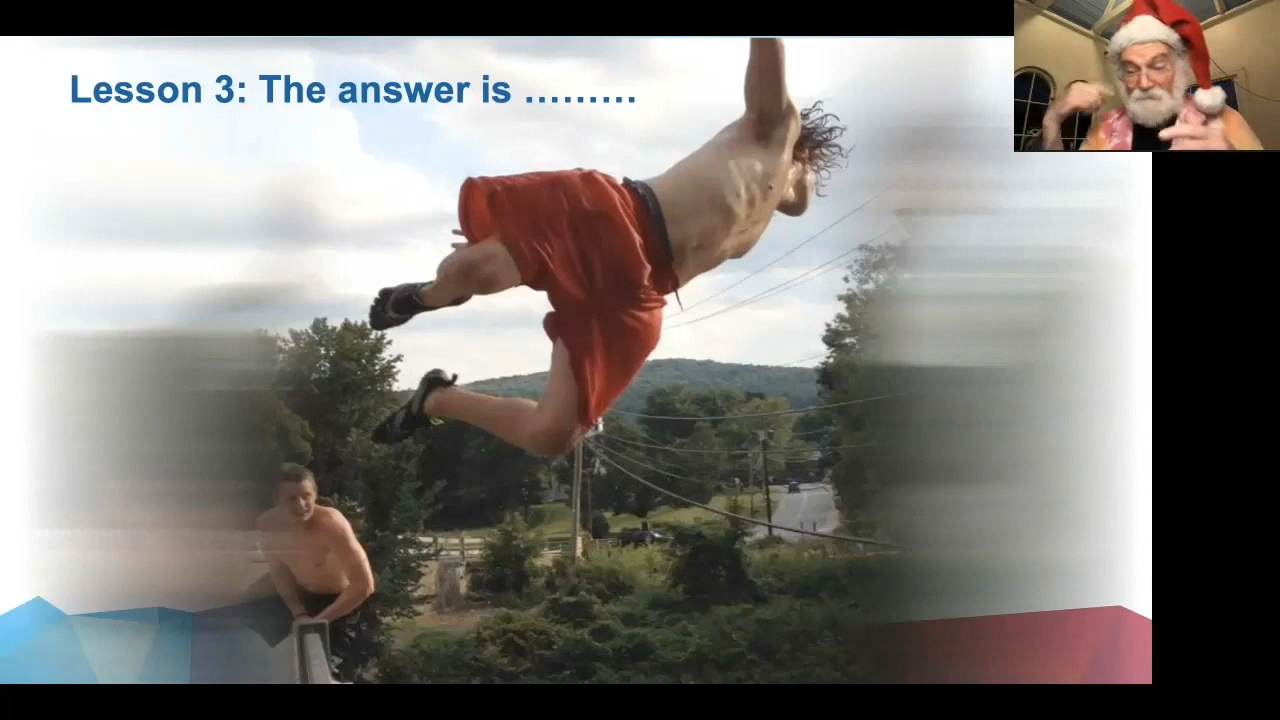 Lesson 3: The answer is .........